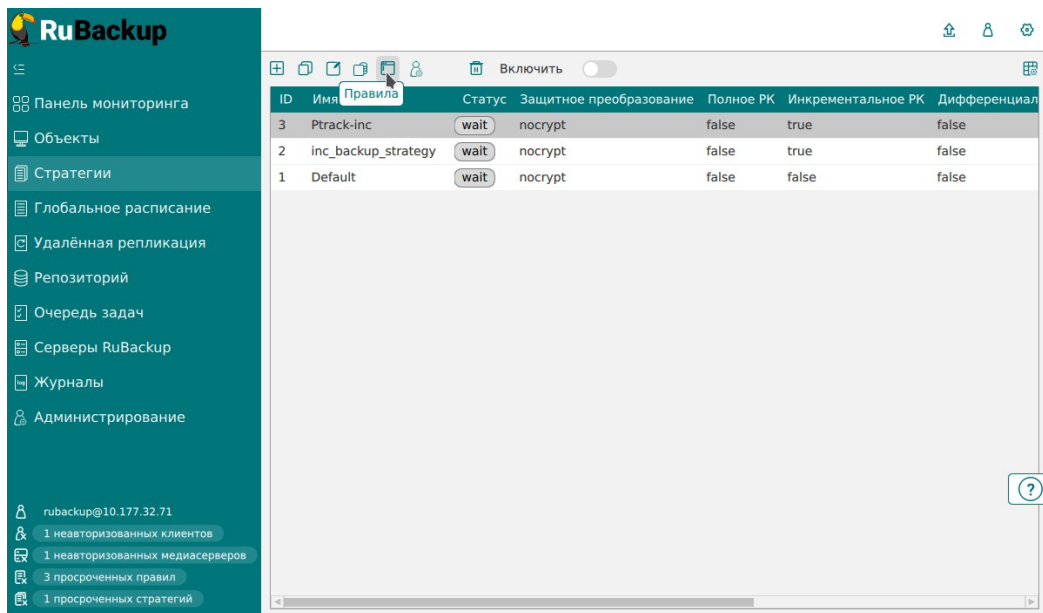 RuBackup
Включить
Панель мониторинга
Объекты
Стратегии
Глобальное расписание
Удалённая репликация
Репозиторий
Очередь задач
Серверы RuBackup
Журналы
Администрирование
rubackup@10.177.32.71
1 неавторизованных клиентов
1 неавторизованных медиасерверов
3 просроченных правил
1 просроченных стратегий
Правила
ID Статус Защитное преобразование Полное РК Инкрементальное РК Дифференциал
3 Ptrack-inc wait nocrypt false true false
2 inc_backup_strategy wait nocrypt false true false
1 Default wait nocrypt false false false
?